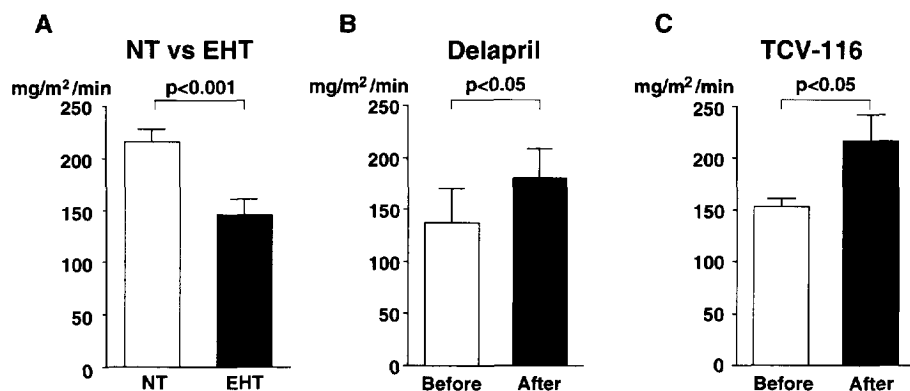 A
NT vs EHT
mg/m²/min
p<0.001
250
200
150
100
50
0
NT EHT
B
Delapril
mg/m²/min
p<0.05
250
200
150
100
50
0
Before After
C
TCV-116
mg/m²/min
p<0.05
250
200
150
100
50
0
Before After